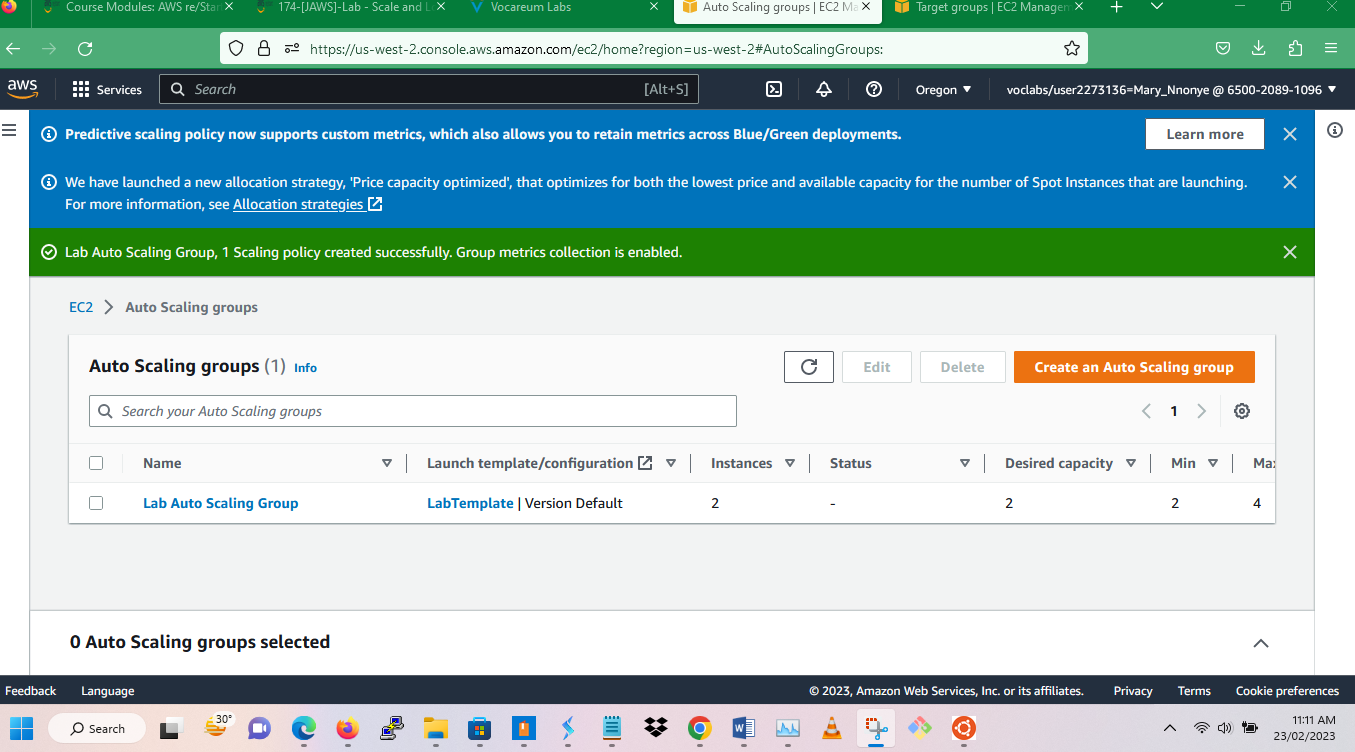 Course Modules: AWS re/Star
174-[JAWS]-Lab - Scale and L
Vocareum Labs
Auto Scaling groups | EC2 Ma
Target groups | EC2 Managem
https://us-west-2.console.aws.amazon.com/ec2/home?region=us-west-2#AutoScalingGroups:
aws
Services
Search
[Alt+S]
Oregon
voclabs/user2273136=Mary_Nnonye @ 6500-2089-1096
Predictive scaling policy now supports custom metrics, which also allows you to retain metrics across Blue/Green deployments.
Learn more
We have launched a new allocation strategy, 'Price capacity optimized', that optimizes for both the lowest price and available capacity for the number of Spot Instances that are launching.
For more information, see Allocation strategies
Lab Auto Scaling Group, 1 Scaling policy created successfully. Group metrics collection is enabled.
EC2 Auto Scaling groups
Auto Scaling groups (1) Info
Edit
Delete
Create an Auto Scaling group
Search your Auto Scaling groups
1
Name Launch template/configuration Instances Status Desired capacity Min Max
Lab Auto Scaling Group LabTemplate | Version Default 2 - 2 2 4
0 Auto Scaling groups selected
Feedback Language © 2023, Amazon Web Services, Inc. or its affiliates. Privacy Terms Cookie preferences
30°
Search
11:11 AM
23/02/2023